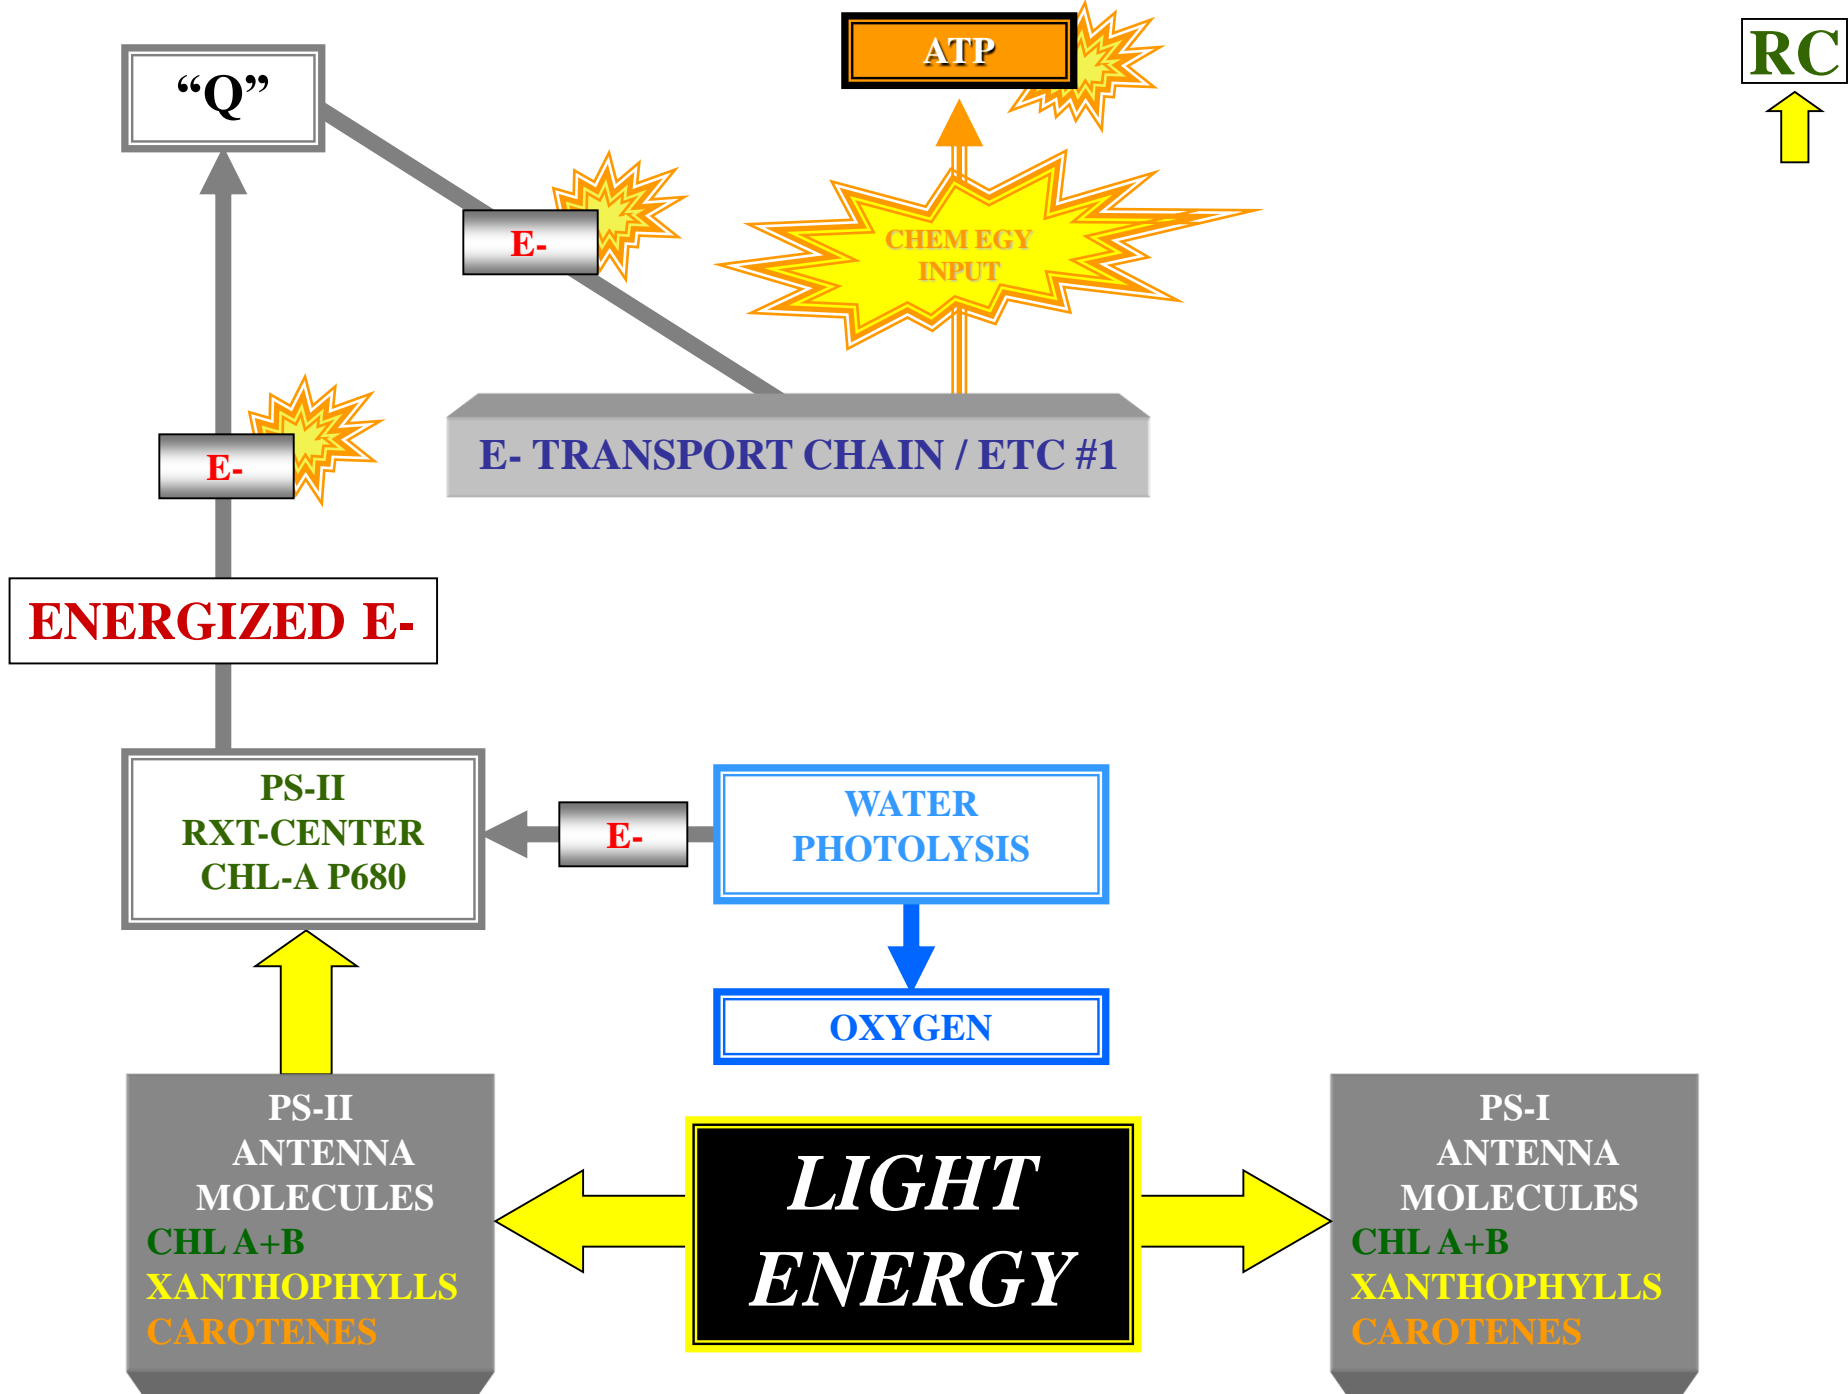 ATP
RC
“Q”
E-
CHEM EGY
INPUT
E- TRANSPORT CHAIN / ETC #1
E-
ENERGIZED E-
PS-II
RXT-CENTER
CHL-A P680
E-
WATER
PHOTOLYSIS
OXYGEN
PS-II
ANTENNA
MOLECULES
CHL A+B
XANTHOPHYLLS
CAROTENES
LIGHT
ENERGY
PS-I
ANTENNA
MOLECULES
CHL A+B
XANTHOPHYLLS
CAROTENES